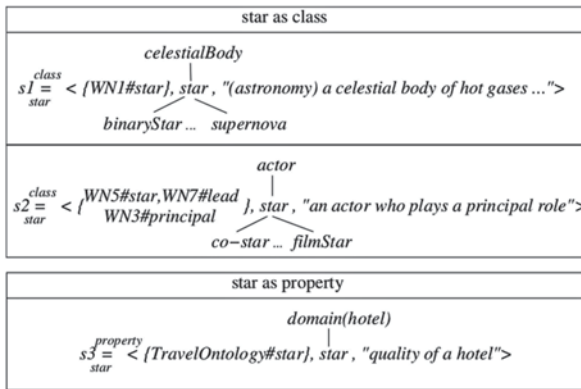 star as class
celestialBody
s1 class = star < {WN1#star}, star , "(astronomy) a celestial body of hot gases ...">
binaryStar ... supernova
actor
s2 class = star < { WN5#star,WN7#lead WN3#principal }, star , "an actor who plays a principal role">
co-star ... filmStar
star as property
domain(hotel)
s3 property = star < {TravelOntology#star}, star , "quality of a hotel">